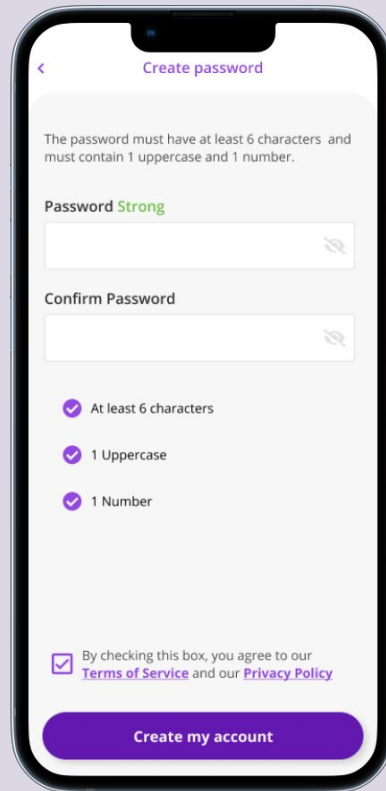 Create password
The password must have at least 6 characters and
must contain 1 uppercase and 1 number.
Password Strong
Confirm Password
At least 6 characters
1 Uppercase
1 Number
By checking this box, you agree to our
Terms of Service and our Privacy Policy
Create my account